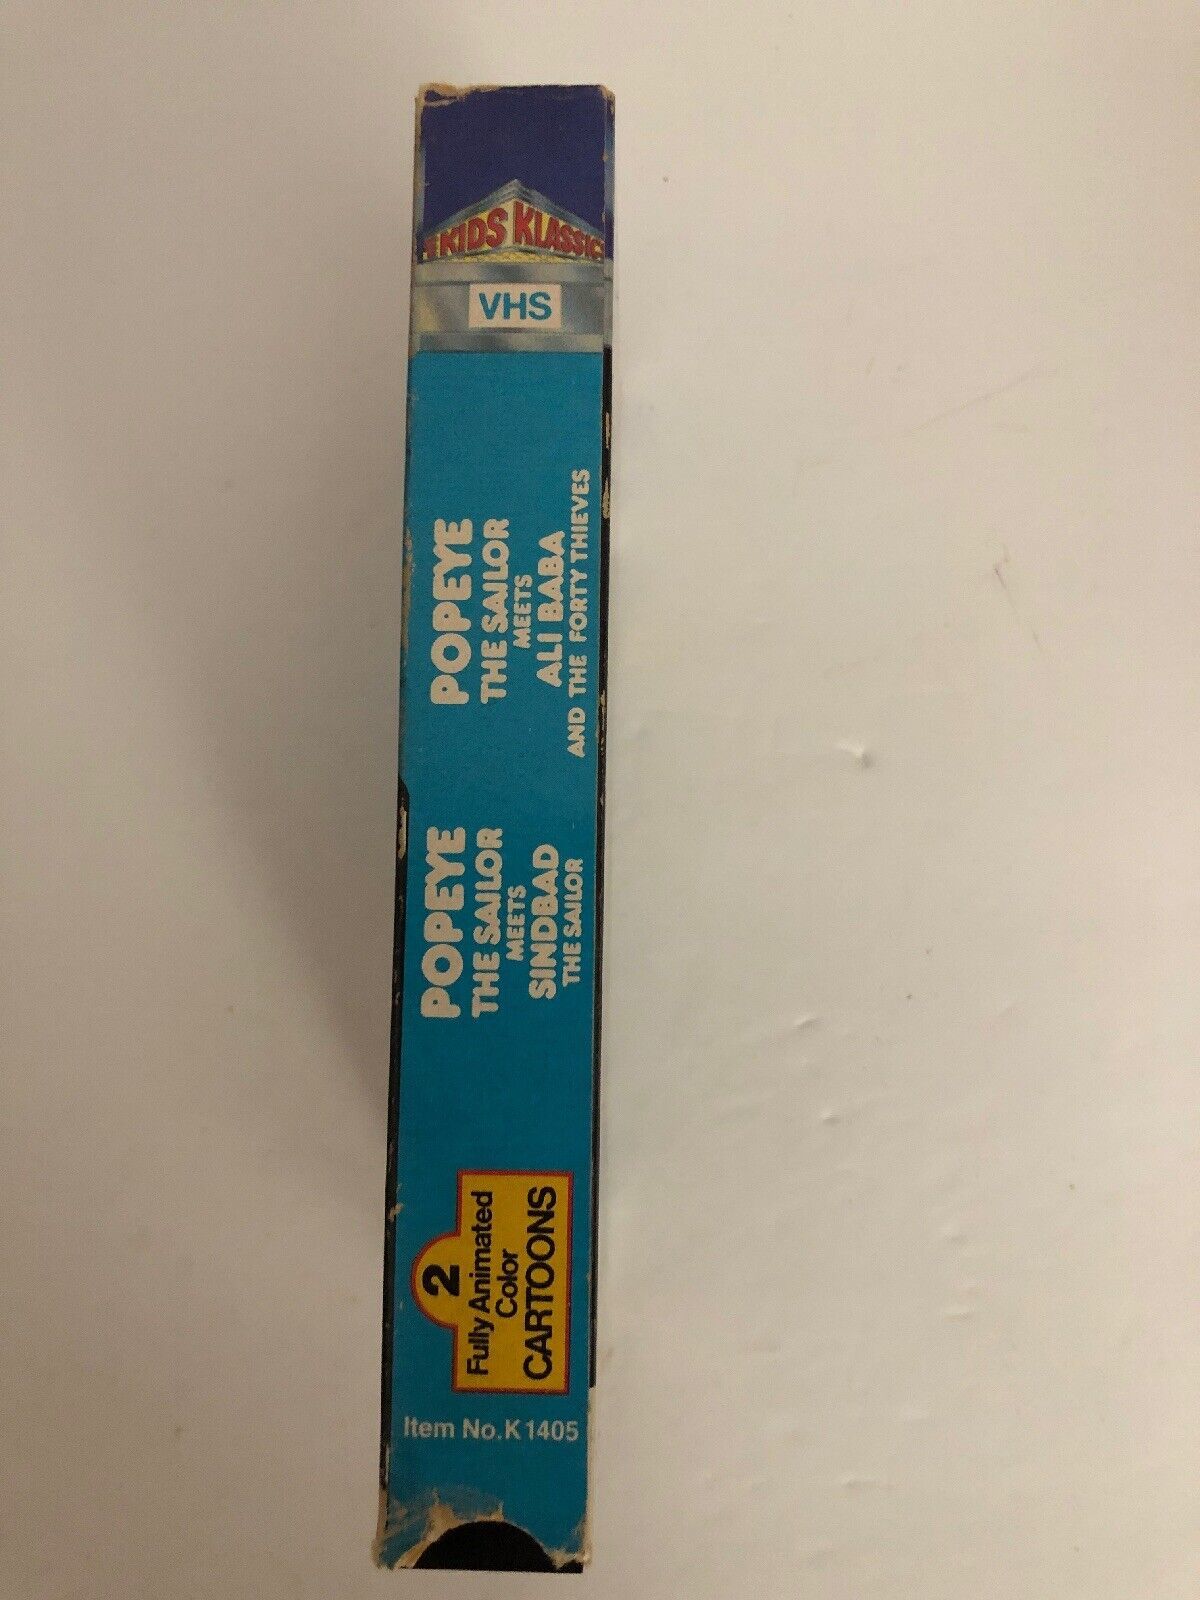 KIDS KLASSICS
VHS
POPEYE
THE SAILOR
MEETS
ALI BABA
AND THE FORTY THIEVES
POPEYE
THE SAILOR
MEETS
SINDBAD
THE SAILOR
2
Fully Animated
Color
CARTOONS
Item No.K1405